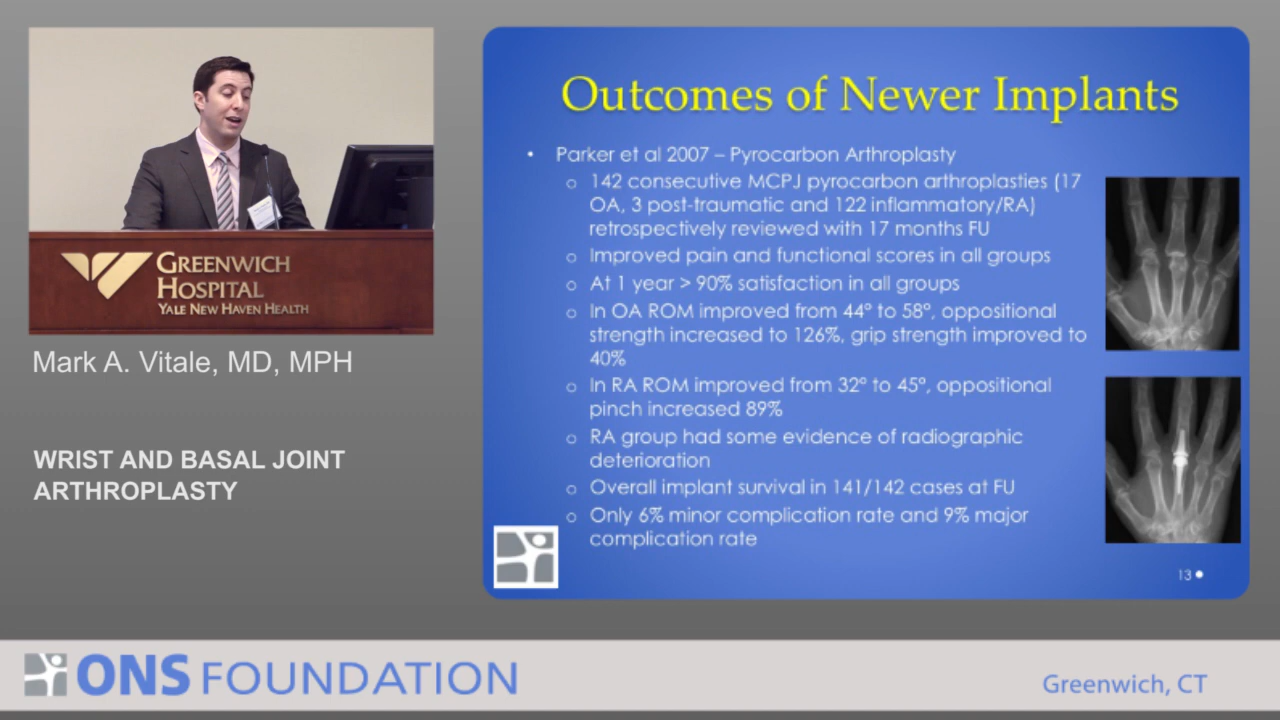 Outcomes of Newer Implants
• Parker et al 2007 – Pyrocarbon Arthroplasty
o 142 consecutive MCPJ pyrocarbon arthroplasties (17
OA, 3 post-traumatic and 122 inflammatory/RA)
retrospectively reviewed with 17 months FU
o Improved pain and functional scores in all groups
o At 1 year > 90% satisfaction in all groups
o In OA ROM improved from 44° to 58°, oppositional
strength increased to 126%, grip strength improved to
40%
o In RA ROM improved from 32° to 45°, oppositional
pinch increased 89%
o RA group had some evidence of radiographic
deterioration
o Overall implant survival in 141/142 cases at FU
o Only 6% minor complication rate and 9% major
complication rate
13
GREENWICH
HOSPITAL
YALE NEW HAVEN HEALTH
Mark A. Vitale, MD, MPH
WRIST AND BASAL JOINT
ARTHROPLASTY
ONS FOUNDATION
Greenwich, CT